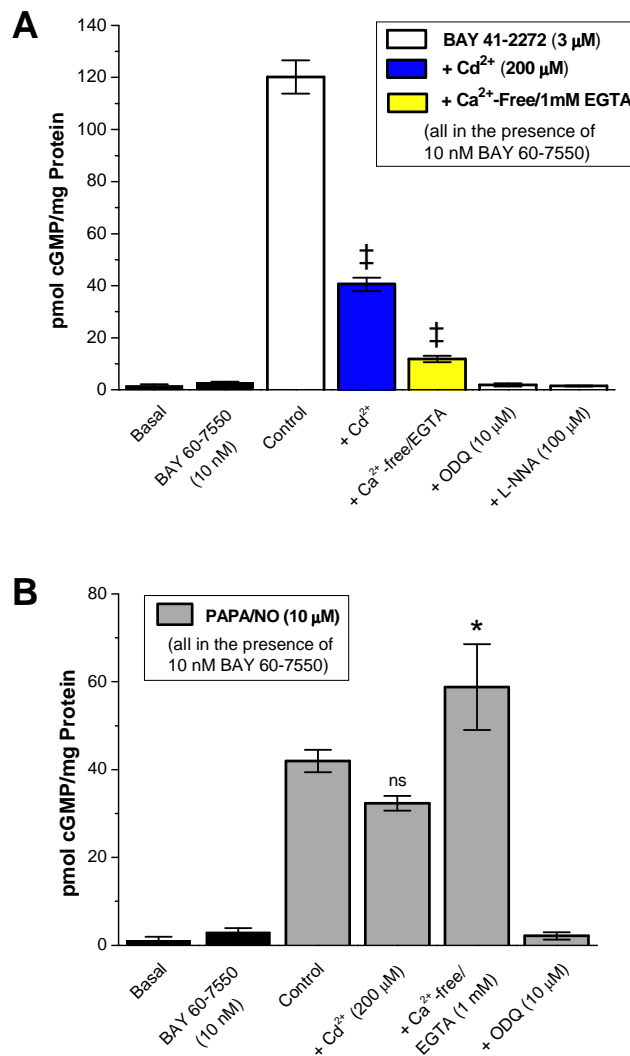 A
pmol cGMP/mg Protein
140
120
100
80
60
40
20
0
BAY 41-2272 (3 μM)
+ Cd²⁺ (200 μM)
+ Ca²⁺-Free/1mM EGTA
(all in the presence of
10 nM BAY 60-7550)
‡
‡
Basal
BAY 60-7550
(10 nM)
Control
+ Cd²⁺
+ Ca²⁺-free/EGTA
+ ODQ (10 μM)
+ L-NNA (100 μM)
B
pmol cGMP/mg Protein
80
60
40
20
0
PAPA/NO (10 μM)
(all in the presence of
10 nM BAY 60-7550)
ns
*
Basal
BAY 60-7550
(10 nM)
Control
+ Cd²⁺ (200 μM)
+ Ca²⁺-free/
EGTA (1 mM)
+ ODQ (10 μM)